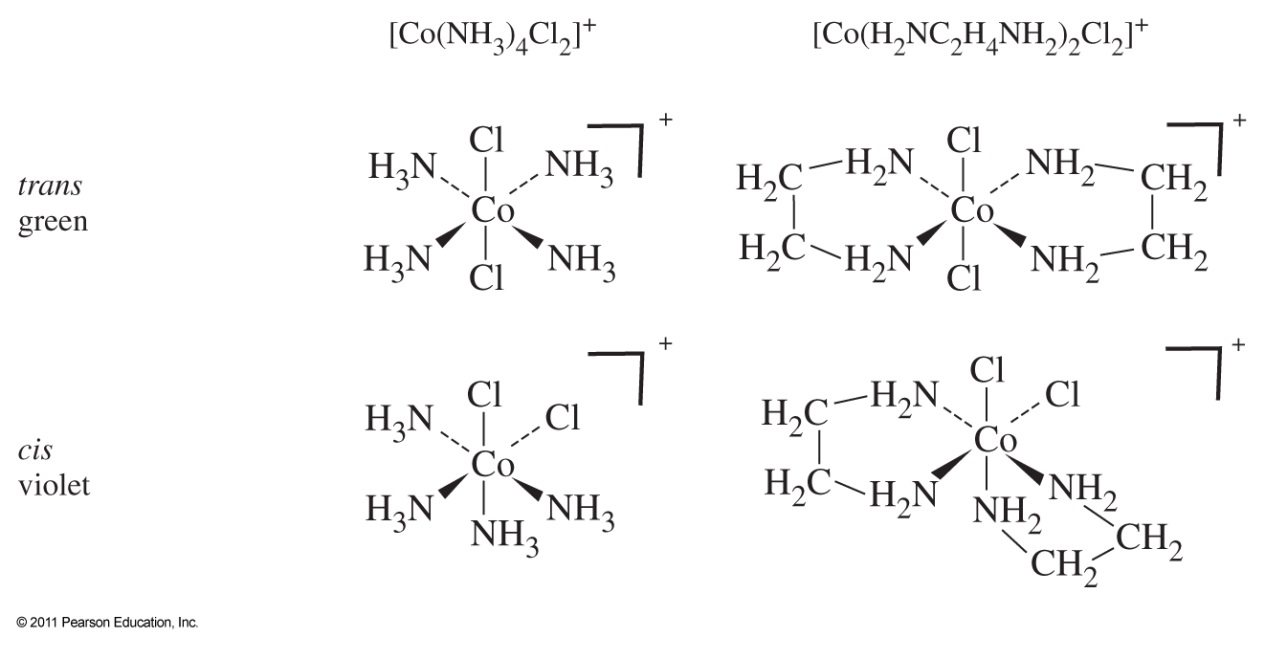 [Co(NH₃)₄Cl₂]⁺ [Co(H₂NC₂H₄NH₂)₂Cl₂]⁺
trans
green
Cl
H₃N NH₃ +
Co
H₃N NH₃
Cl
Cl +
H₂C H₂N NH₂ CH₂
Co
H₂C H₂N NH₂ CH₂
Cl
cis
violet
Cl +
H₃N Cl
Co
H₃N NH₃
NH₃
Cl +
H₂C H₂N Cl
Co
H₂C H₂N NH₂ NH₂
CH₂ CH₂
© 2011 Pearson Education, Inc.